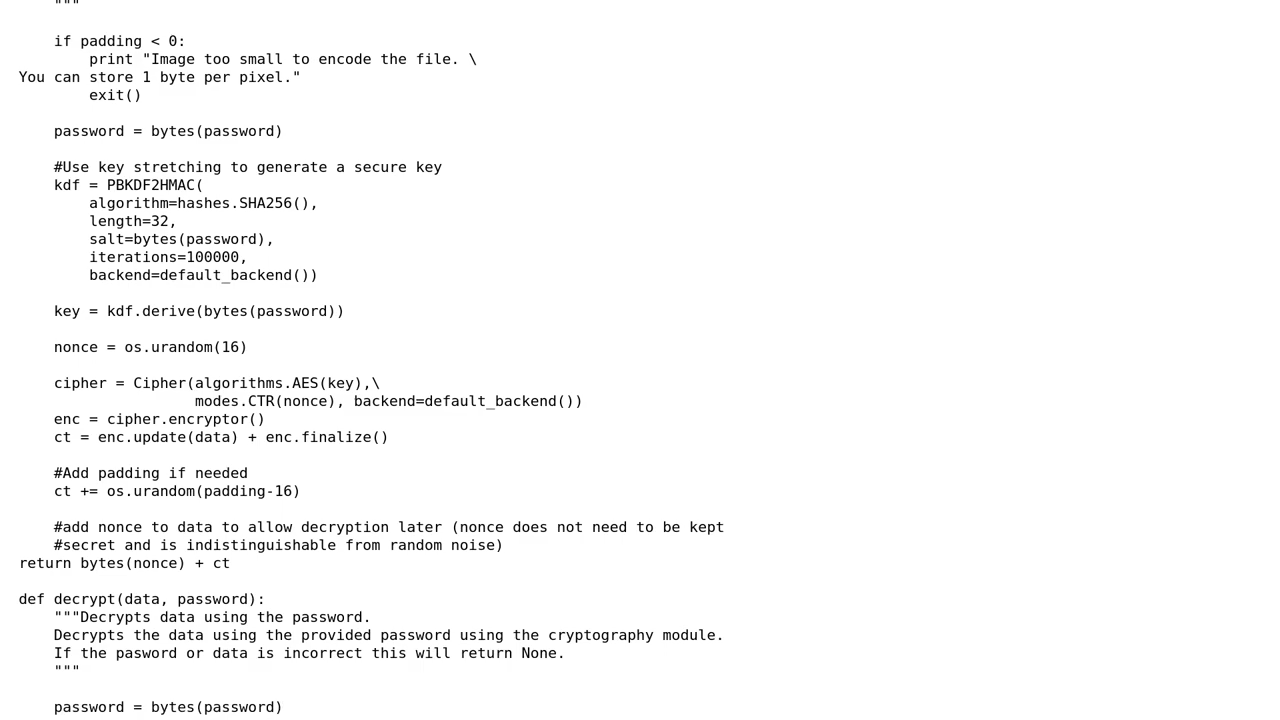 """

    if padding < 0:
        print "Image too small to encode the file. \
You can store 1 byte per pixel."
        exit()

    password = bytes(password)

    #Use key stretching to generate a secure key
    kdf = PBKDF2HMAC(
        algorithm=hashes.SHA256(),
        length=32,
        salt=bytes(password),
        iterations=100000,
        backend=default_backend())

    key = kdf.derive(bytes(password))

    nonce = os.urandom(16)

    cipher = Cipher(algorithms.AES(key),\
                    modes.CTR(nonce), backend=default_backend())
    enc = cipher.encryptor()
    ct = enc.update(data) + enc.finalize()

    #Add padding if needed
    ct += os.urandom(padding-16)

    #add nonce to data to allow decryption later (nonce does not need to be kept
    #secret and is indistinguishable from random noise)
return bytes(nonce) + ct

def decrypt(data, password):
    """Decrypts data using the password.
    Decrypts the data using the provided password using the cryptography module.
    If the pasword or data is incorrect this will return None.
    """

    password = bytes(password)